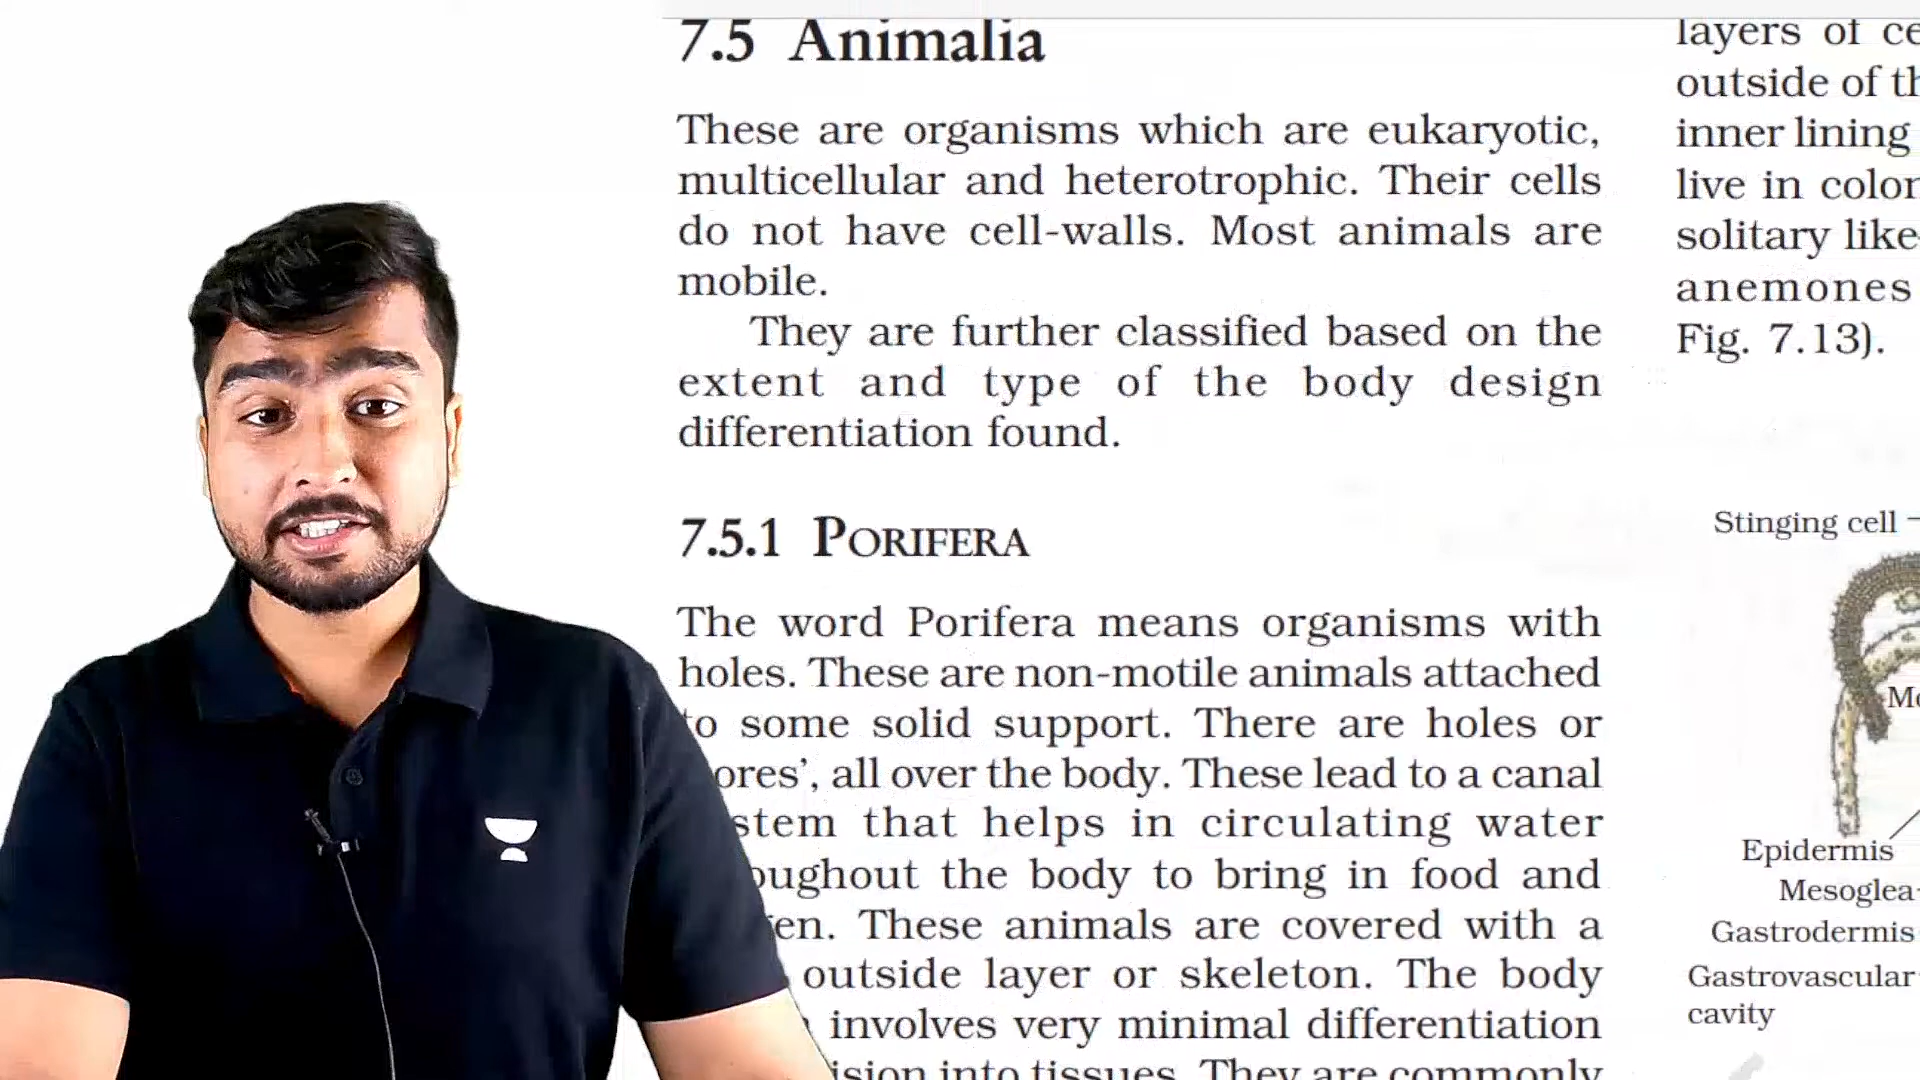 7.5 Animalia
These are organisms which are eukaryotic,
multicellular and heterotrophic. Their cells
do not have cell-walls. Most animals are
mobile.
They are further classified based on the
extent and type of the body design
differentiation found.
7.5.1 PORIFERA
The word Porifera means organisms with
holes. These are non-motile animals attached
to some solid support. There are holes or
ores’, all over the body. These lead to a canal
stem that helps in circulating water
oughout the body to bring in food and
en. These animals are covered with a
outside layer or skeleton. The body
involves very minimal differentiation
ision into tissues. They are commonly
layers of ce
outside of th
inner lining
live in color
solitary like
anemones
Fig. 7.13).
Stinging cell
Me
Epidermis
Mesoglea
Gastrodermis
Gastrovascular
cavity